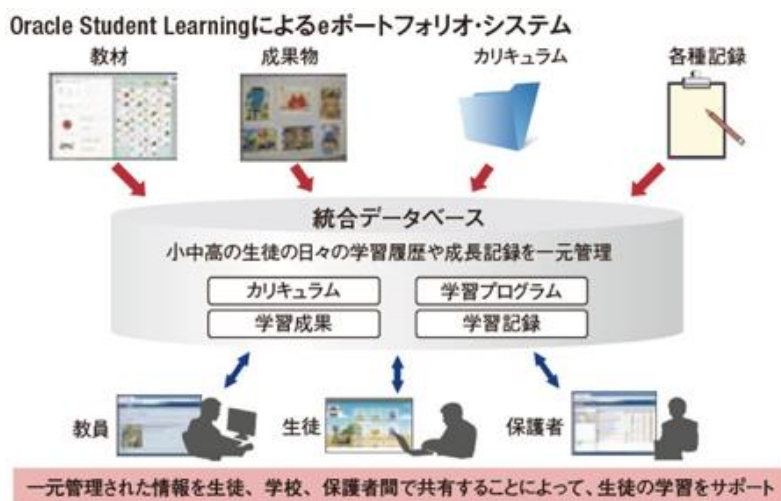 Oracle Student Learningによるeポートフォリオ・システム
教材
成果物
カリキュラム
各種記録
統合データベース
小中高の生徒の日々の学習履歴や成長記録を一元管理
カリキュラム
学習プログラム
学習成果
学習記録
教員
生徒
保護者
一元管理された情報を生徒、学校、保護者間で共有することによって、生徒の学習をサポート